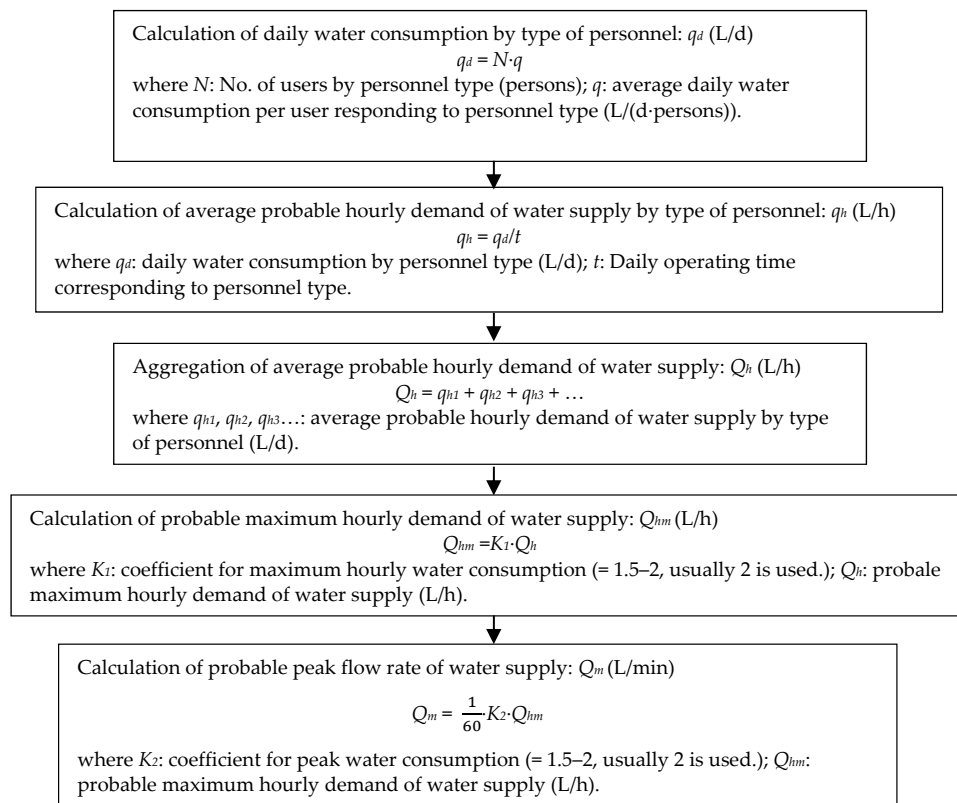 Calculation of daily water consumption by type of personnel: qd (L/d)
qd = N·q
where N: No. of users by personnel type (persons); q: average daily water
consumption per user responding to personnel type (L/(d·persons)).
Calculation of average probable hourly demand of water supply by type of personnel: qh (L/h)
qh = qd/t
where qd: daily water consumption by personnel type (L/d); t: Daily operating time
corresponding to personnel type.
Aggregation of average probable hourly demand of water supply: Qh (L/h)
Qh = qh1 + qh2 + qh3 + …
where qh1, qh2, qh3…: average probable hourly demand of water supply by type
of personnel (L/d).
Calculation of probable maximum hourly demand of water supply: Qhm (L/h)
Qhm =K1·Qh
where K1: coefficient for maximum hourly water consumption (= 1.5–2, usually 2 is used.); Qh: probale
maximum hourly demand of water supply (L/h).
Calculation of probable peak flow rate of water supply: Qm (L/min)
Qm = 1/60·K2·Qhm
where K2: coefficient for peak water consumption (= 1.5–2, usually 2 is used.); Qhm:
probable maximum hourly demand of water supply (L/h).